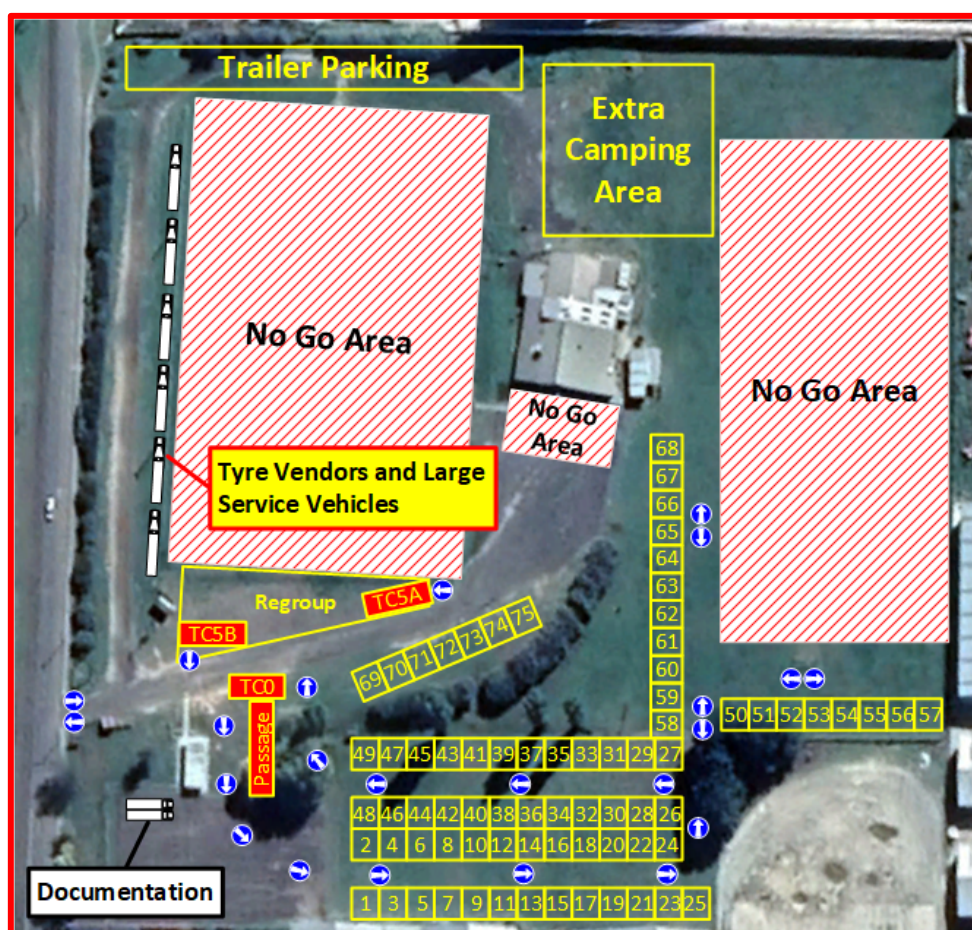 Trailer Parking
Extra
Camping
Area
No Go Area
No Go Area
No Go
Area
Tyre Vendors and Large
Service Vehicles
68
67
66
65
64
63
62
61
60
59
58
Regroup
TC5A
TC5B
69 70 71 72 73 74 75
TC0
Passage
50 51 52 53 54 55 56 57
49 47 45 43 41 39 37 35 33 31 29 27
48 46 44 42 40 38 36 34 32 30 28 26
2 4 6 8 10 12 14 16 18 20 22 24
Documentation
1 3 5 7 9 11 13 15 17 19 21 23 25